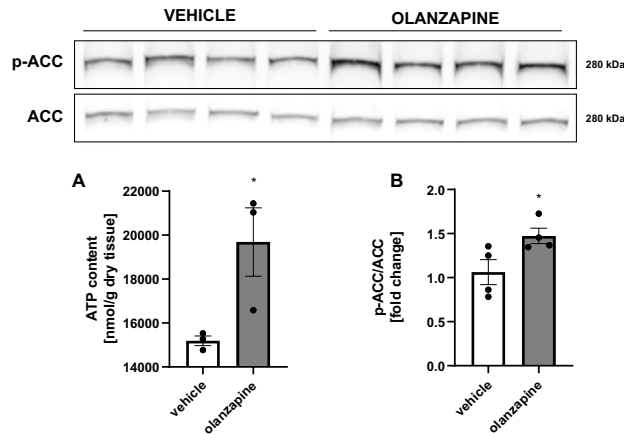 VEHICLE OLANZAPINE
p-ACC 280 kDa
ACC 280 kDa
A
*
ATP content
[nmol/g dry tissue]
22000
20000
18000
16000
14000
vehicle
olanzapine
B
*
p-ACC/ACC
[fold change]
2.0
1.5
1.0
0.5
0.0
vehicle
olanzapine